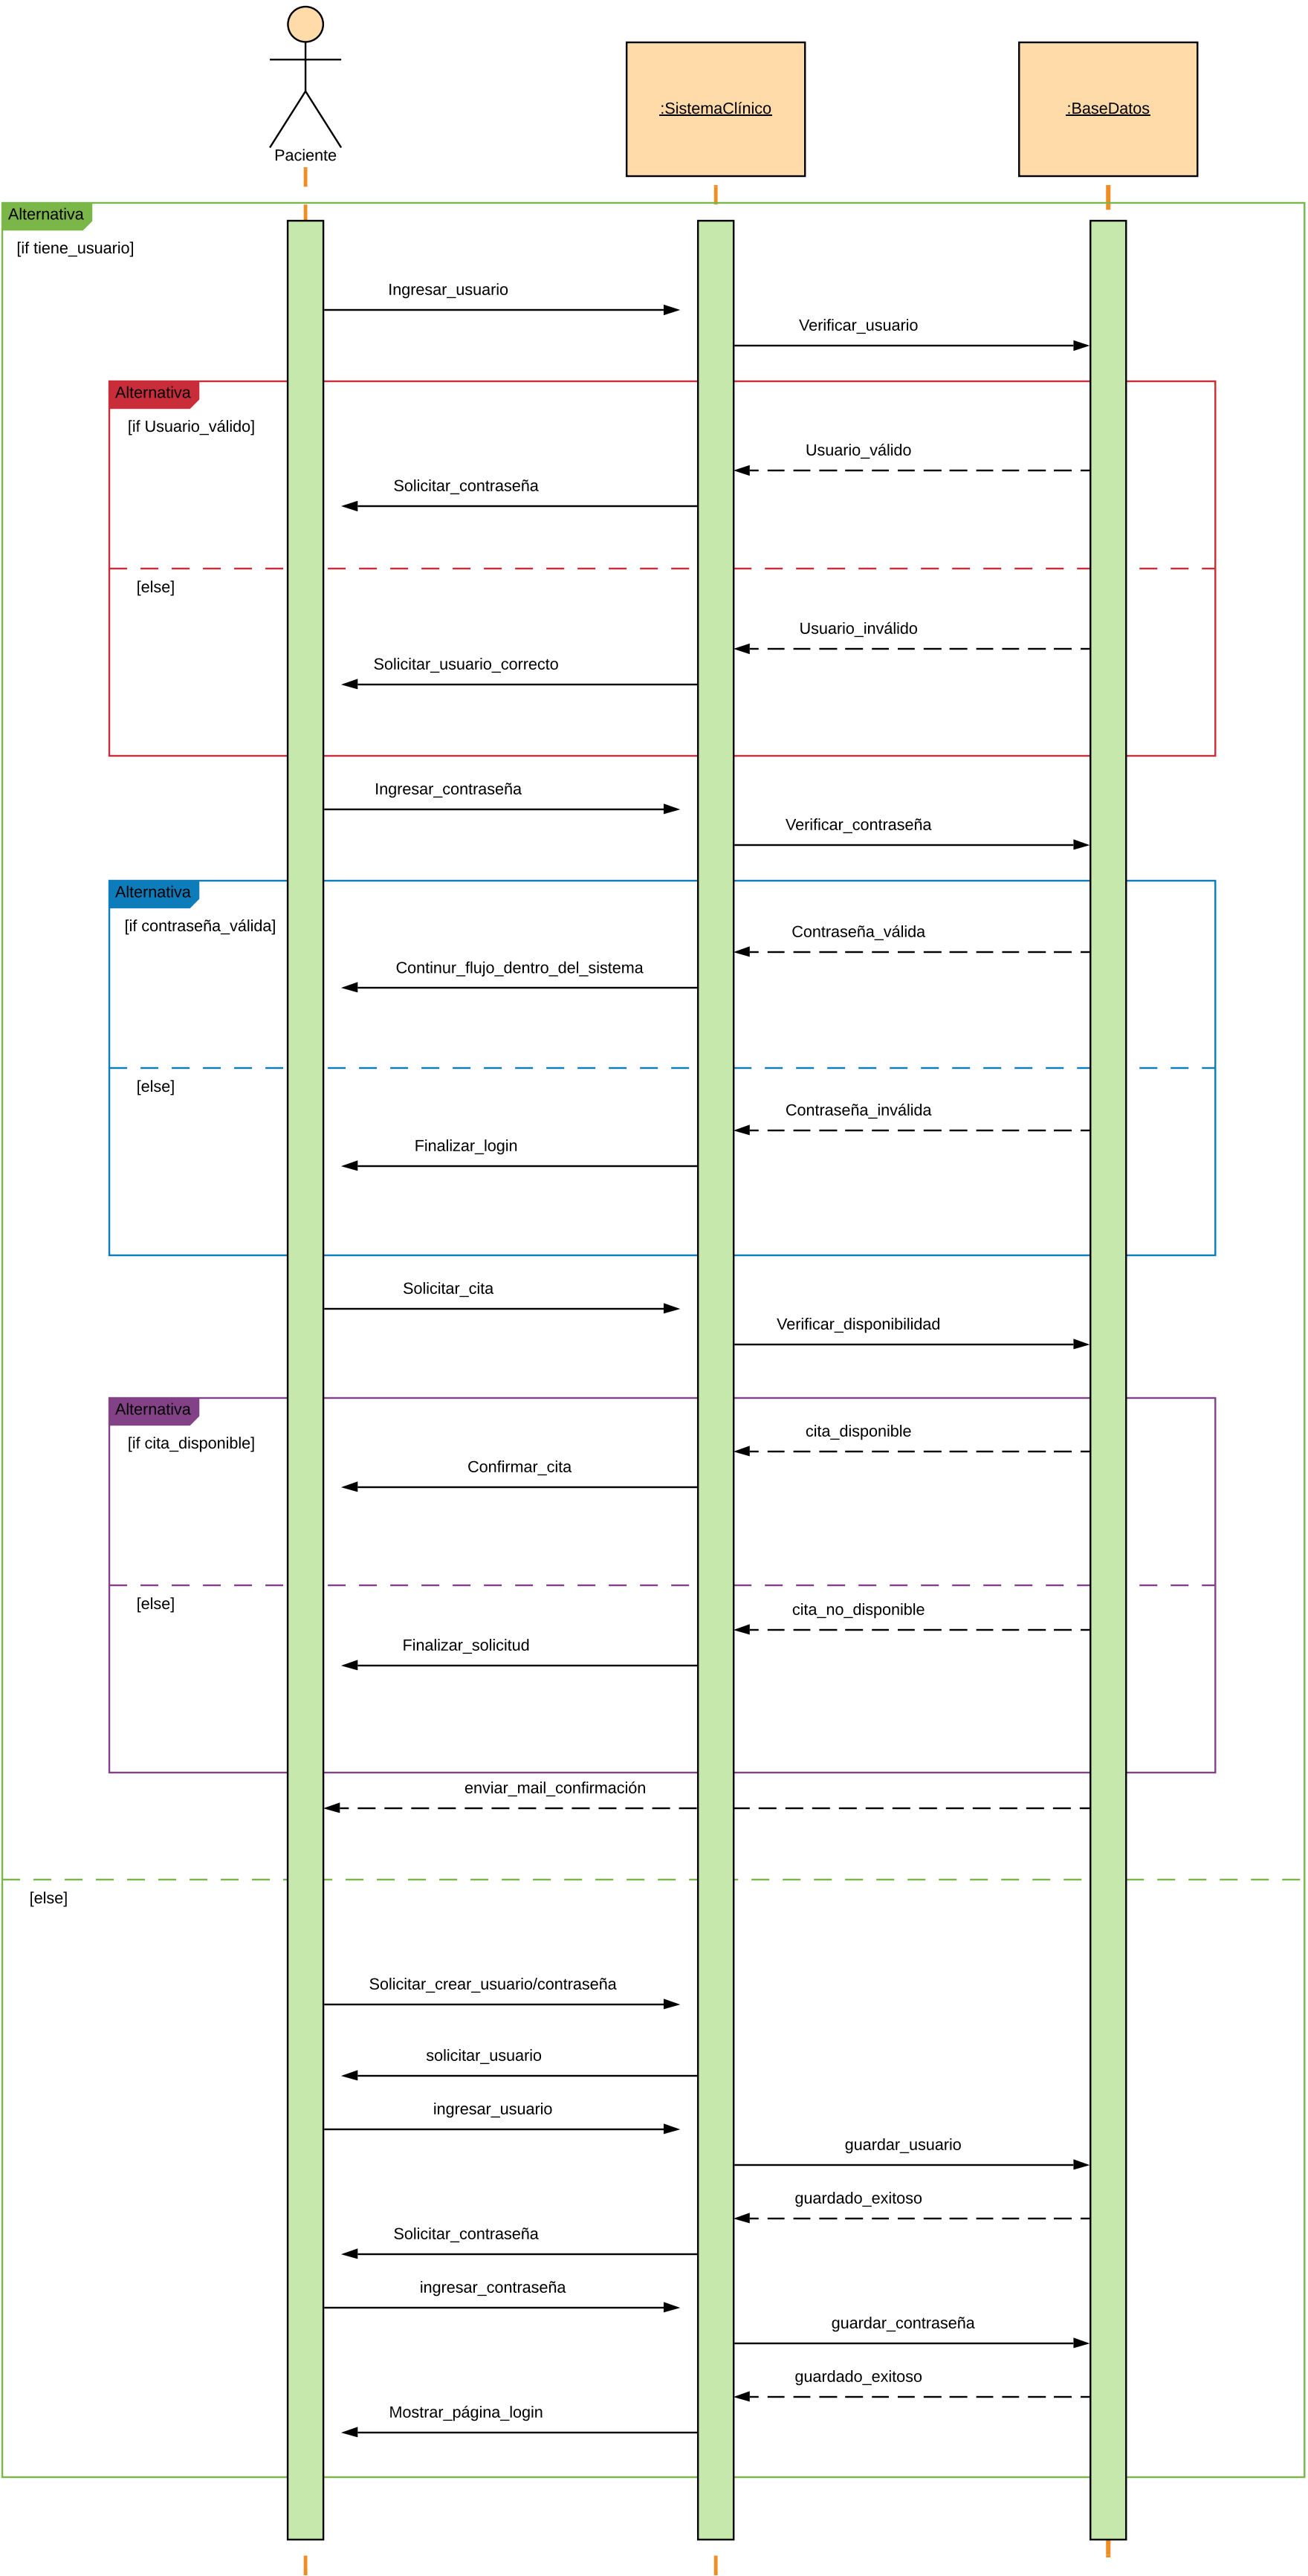 Paciente
:SistemaClínico
:BaseDatos
Alternativa
[if tiene_usuario]
Ingresar_usuario
Verificar_usuario
Alternativa
[if Usuario_válido]
Usuario_válido
Solicitar_contraseña
[else]
Usuario_inválido
Solicitar_usuario_correcto
Ingresar_contraseña
Verificar_contraseña
Alternativa
[if contraseña_válida]
Contraseña_válida
Continur_flujo_dentro_del_sistema
[else]
Contraseña_inválida
Finalizar_login
Solicitar_cita
Verificar_disponibilidad
Alternativa
[if cita_disponible]
cita_disponible
Confirmar_cita
[else]
cita_no_disponible
Finalizar_solicitud
enviar_mail_confirmación
[else]
Solicitar_crear_usuario/contraseña
solicitar_usuario
ingresar_usuario
guardar_usuario
guardado_exitoso
Solicitar_contraseña
ingresar_contraseña
guardar_contraseña
guardado_exitoso
Mostrar_página_login